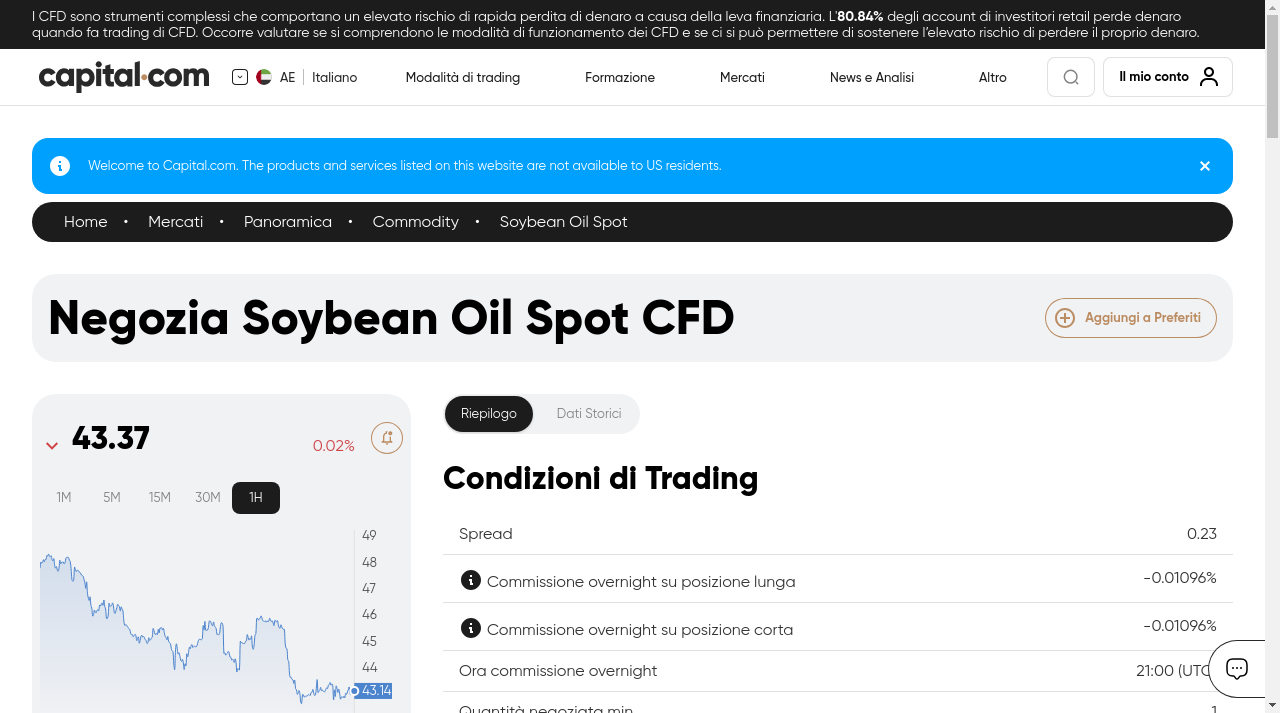 I CFD sono strumenti complessi che comportano un elevato rischio di rapida perdita di denaro a causa della leva finanziaria. L'80.84% degli account di investitori retail perde denaro
quando fa trading di CFD. Occorre valutare se si comprendono le modalità di funzionamento dei CFD e se ci si può permettere di sostenere l'elevato rischio di perdere il proprio denaro.
capital.com
AE
Italiano
Modalità di trading
Formazione
Mercati
News e Analisi
Altro
Il mio conto
Welcome to Capital.com. The products and services listed on this website are not available to US residents.
Home • Mercati • Panoramica • Commodity • Soybean Oil Spot
Negozia Soybean Oil Spot CFD
Aggiungi a Preferiti
43.37
0.02%
1M 5M 15M 30M 1H
49
48
47
46
45
44
43.14
Riepilogo
Dati Storici
Condizioni di Trading
Spread 0.23
Commissione overnight su posizione lunga -0.01096%
Commissione overnight su posizione corta -0.01096%
Ora commissione overnight 21:00 (UTC
Quantità negoziata min 1